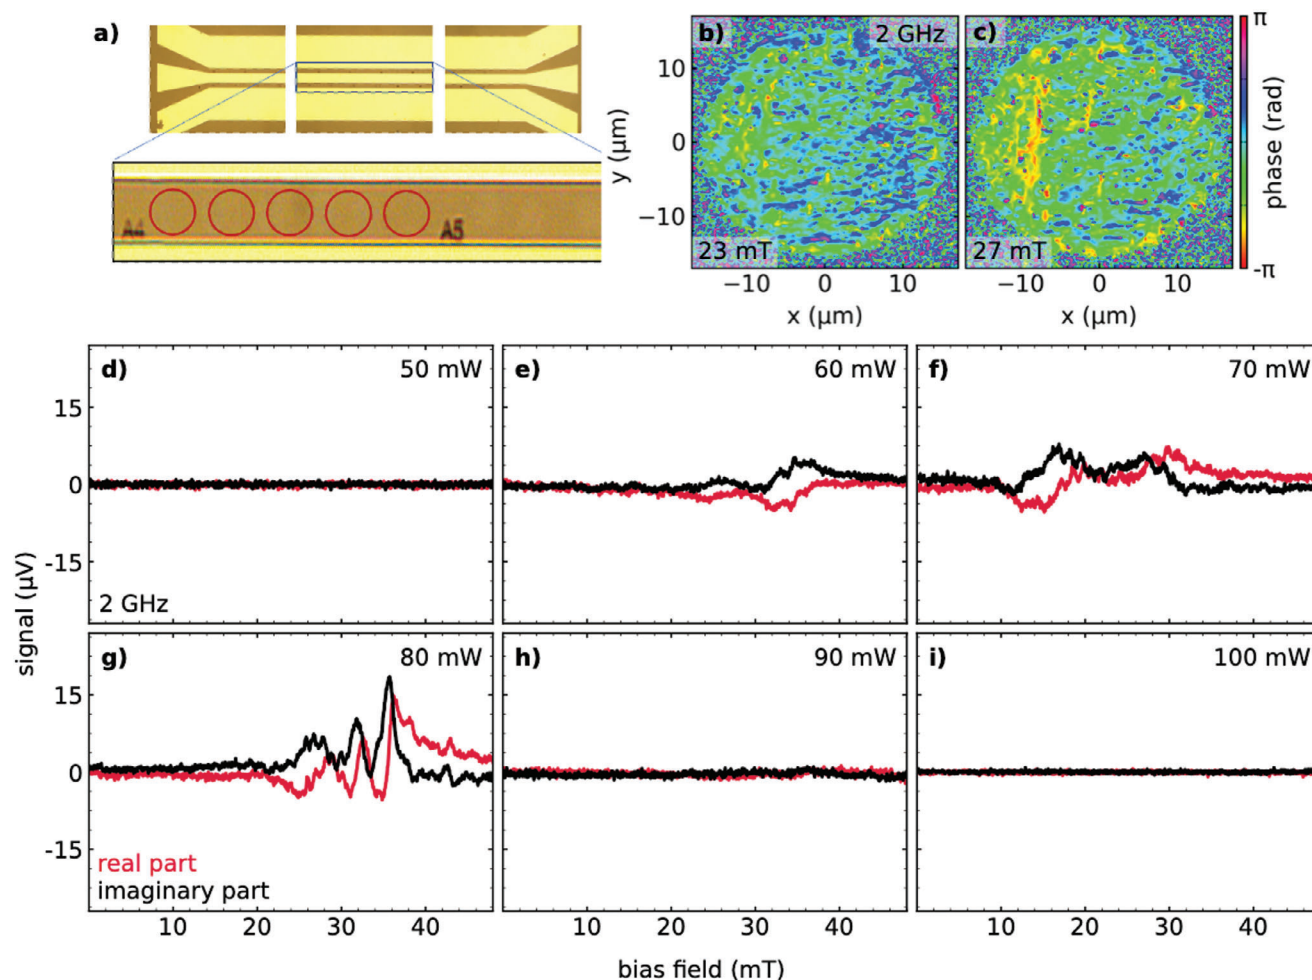 a)
A4
A5
b)
2 GHz
23 mT
c)
27 mT
10
0
−10
y (μm)
−10
0
10
−10
0
10
x (μm)
x (μm)
π
-π
phase (rad)
d)
50 mW
2 GHz
e)
60 mW
f)
70 mW
15
0
-15
g)
80 mW
real part
imaginary part
h)
90 mW
i)
100 mW
15
0
-15
signal (μV)
10
20
30
40
10
20
30
40
10
20
30
40
bias field (mT)